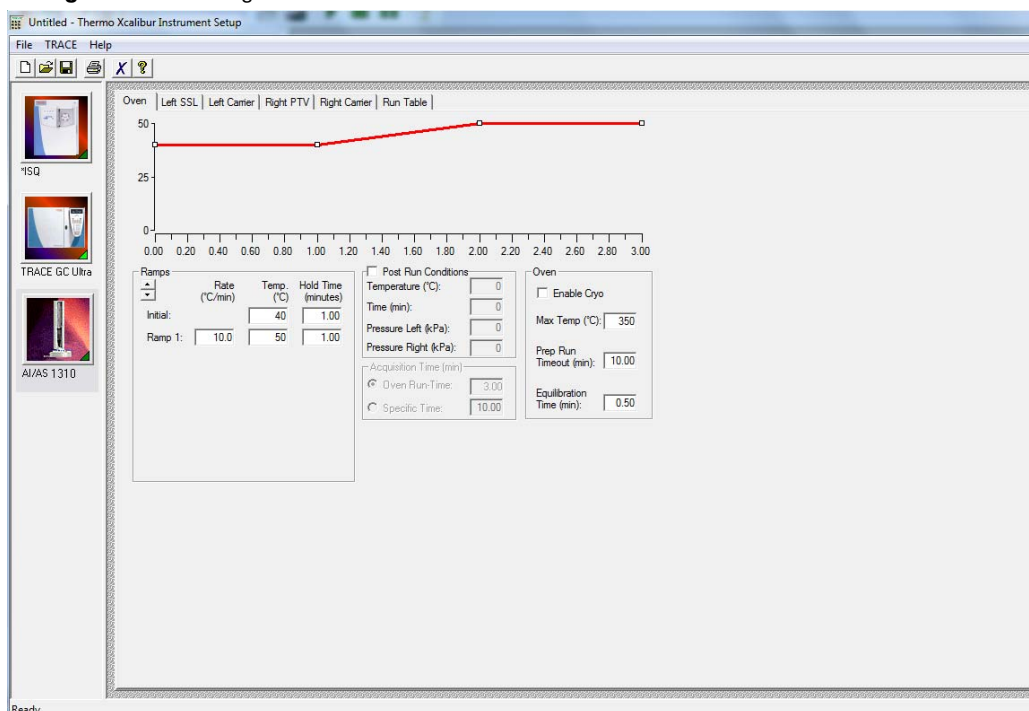 Untitled - Thermo Xcalibur Instrument Setup
File TRACE Help
Oven Left SSL Left Carrier Right PTV Right Carrier Run Table
50
25
0
0.00 0.20 0.40 0.60 0.80 1.00 1.20 1.40 1.60 1.80 2.00 2.20 2.40 2.60 2.80 3.00
*ISQ
TRACE GC Ultra
AI/AS 1310
Ramps
Rate (°C/min) Temp. (°C) Hold Time (minutes)
Initial: 40 1.00
Ramp 1: 10.0 50 1.00
Post Run Conditions
Temperature (°C): 0
Time (min): 0
Pressure Left (kPa): 0
Pressure Right (kPa): 0
Acquisition Time (min)
Oven Run-Time: 3.00
Specific Time: 10.00
Oven
Enable Cryo
Max Temp (°C): 350
Prep Run
Timeout (min): 10.00
Equilibration
Time (min): 0.50
Ready